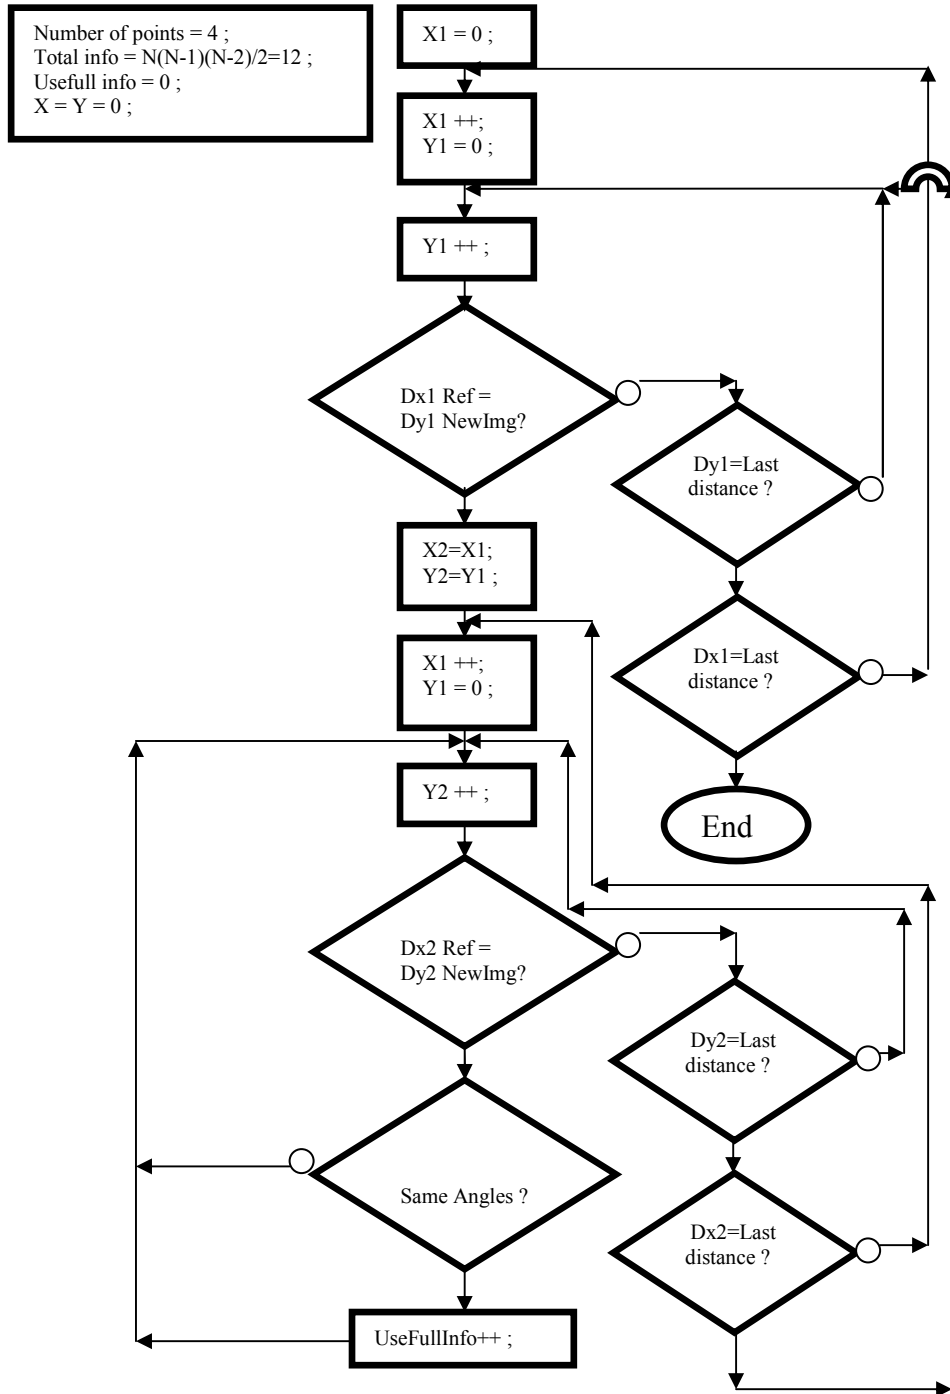 Number of points = 4 ;
Total info = N(N-1)(N-2)/2=12 ;
Usefull info = 0 ;
X = Y = 0 ;
X1 = 0 ;
X1 ++;
Y1 = 0 ;
Y1 ++ ;
Dx1 Ref =
Dy1 NewImg?
Dy1=Last
distance ?
X2=X1;
Y2=Y1 ;
Dx1=Last
distance ?
X1 ++;
Y1 = 0 ;
Y2 ++ ;
End
Dx2 Ref =
Dy2 NewImg?
Dy2=Last
distance ?
Same Angles ?
Dx2=Last
distance ?
UseFullInfo++ ;